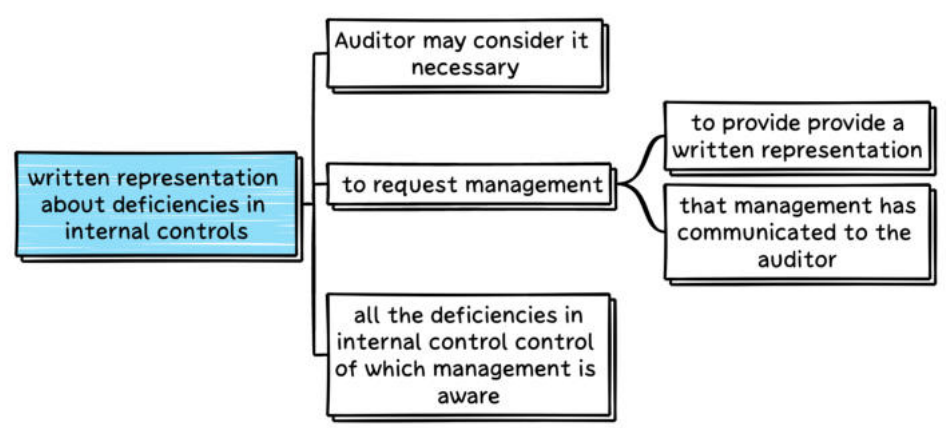 written representation
about deficiencies in
internal controls
Auditor may consider it
necessary
to request management
to provide provide a
written representation
that management has
communicated to the
auditor
all the deficiencies in
internal control control
of which management is
aware